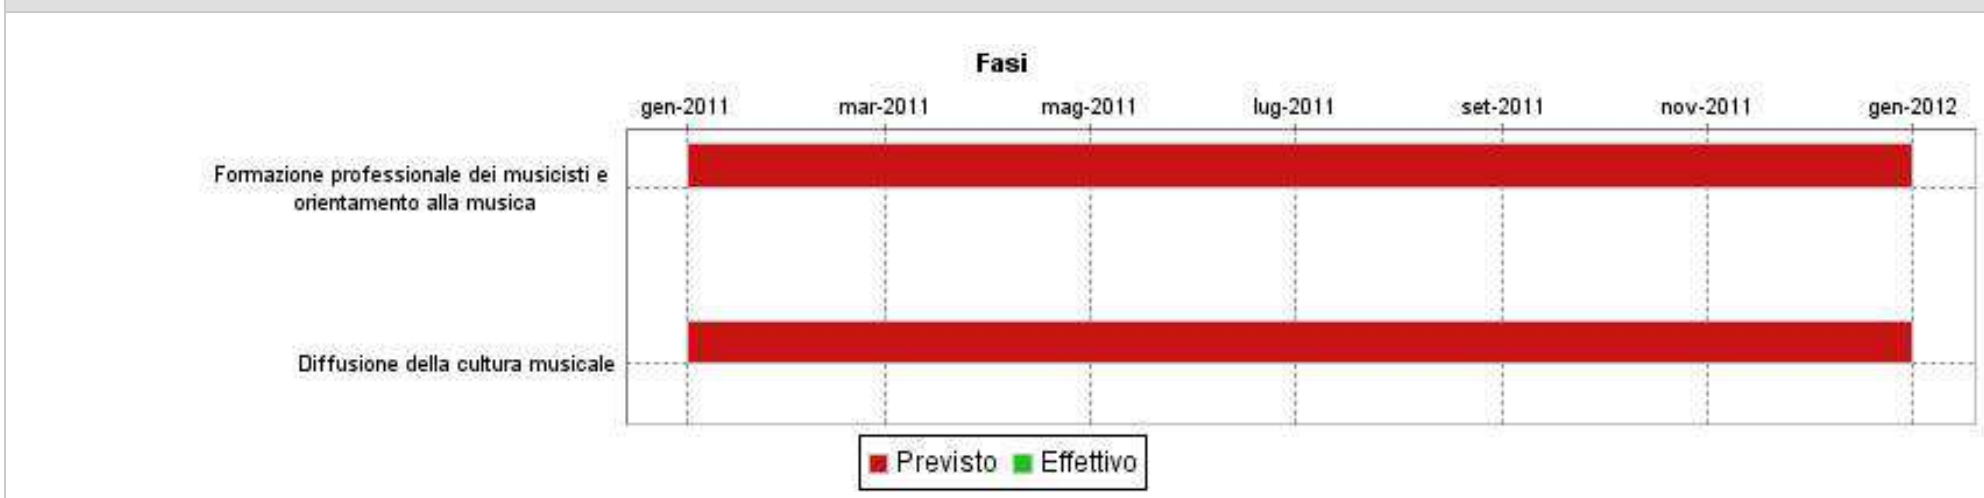 Fasi
gen-2011 mar-2011 mag-2011 lug-2011 set-2011 nov-2011 gen-2012
Formazione professionale dei musicisti e
orientamento alla musica
Diffusione della cultura musicale
Previsto Effettivo